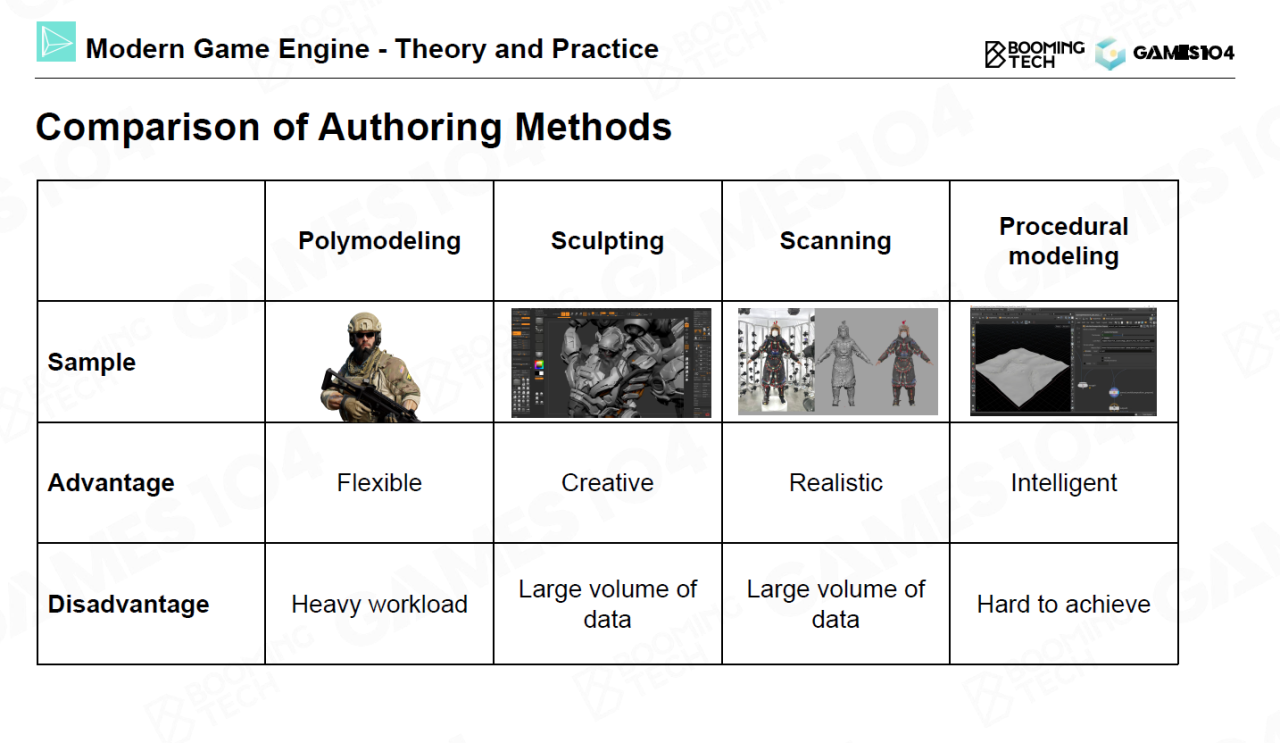 Modern Game Engine - Theory and Practice
BOOMING
TECH
GAMES104
Comparison of Authoring Methods
Polymodeling
Sculpting
Scanning
Procedural
modeling
Sample
Advantage
Flexible
Creative
Realistic
Intelligent
Disadvantage
Heavy workload
Large volume of
data
Large volume of
data
Hard to achieve